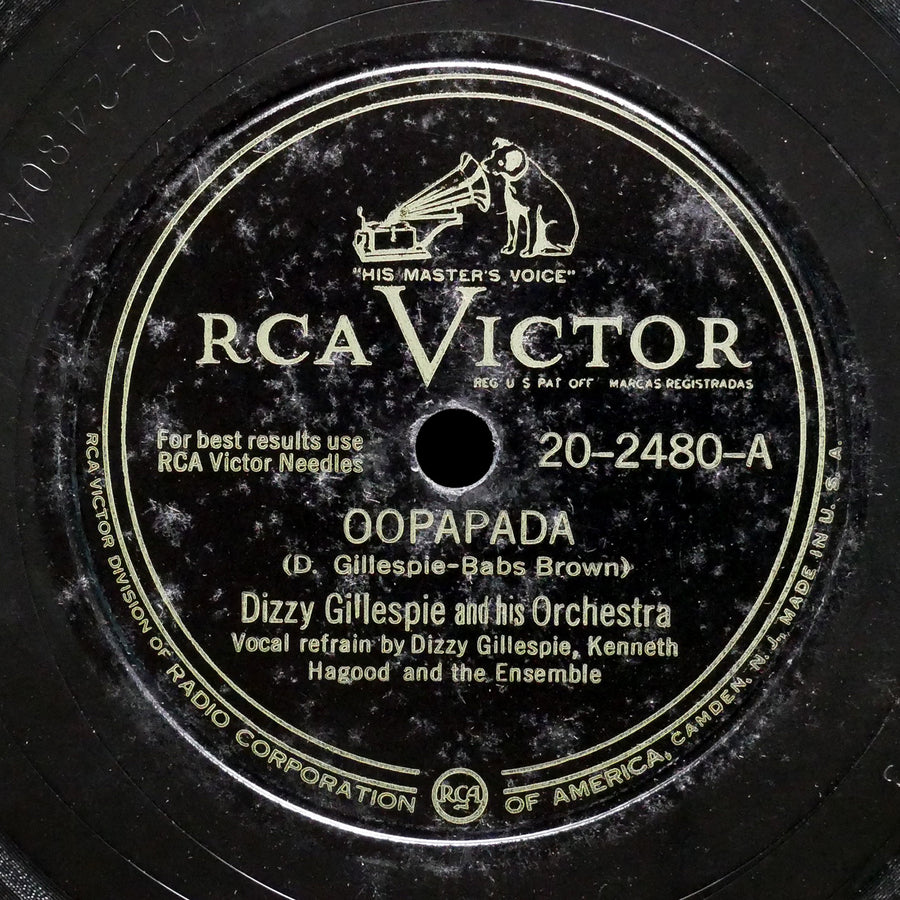 20-2480A
"HIS MASTER'S VOICE"
RCA VICTOR
REG U S PAT OFF MARCAS REGISTRADAS
For best results use
RCA Victor Needles
20-2480-A
OOPAPADA
(D Gillespie-Babs Brown)
Dizzy Gillespie and his Orchestra
Vocal refrain by Dizzy Gillespie, Kenneth
Hagood and the Ensemble
RCA VICTOR DIVISION OF RADIO CORPORATION RCA OF AMERICA, CAMDEN, N. J., MADE IN U. S. A.